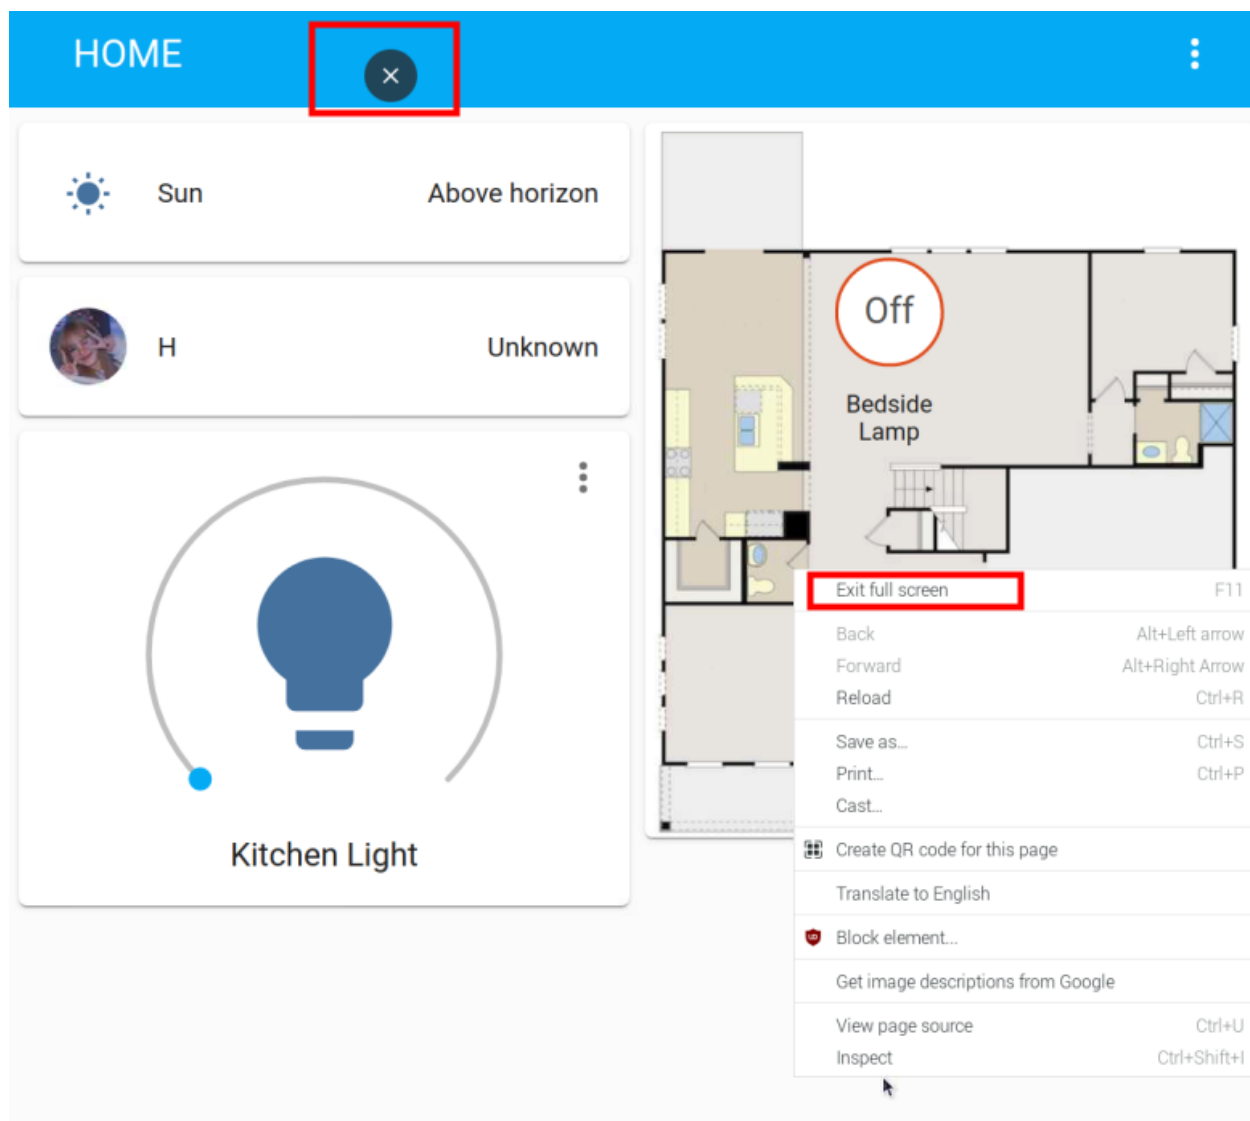 HOME
Sun
Above horizon
H
Unknown
Kitchen Light
Off
Bedside
Lamp
Exit full screen F11
Back Alt+Left arrow
Forward Alt+Right Arrow
Reload Ctrl+R
Save as... Ctrl+S
Print... Ctrl+P
Cast...
Create QR code for this page
Translate to English
Block element...
Get image descriptions from Google
View page source Ctrl+U
Inspect Ctrl+Shift+I